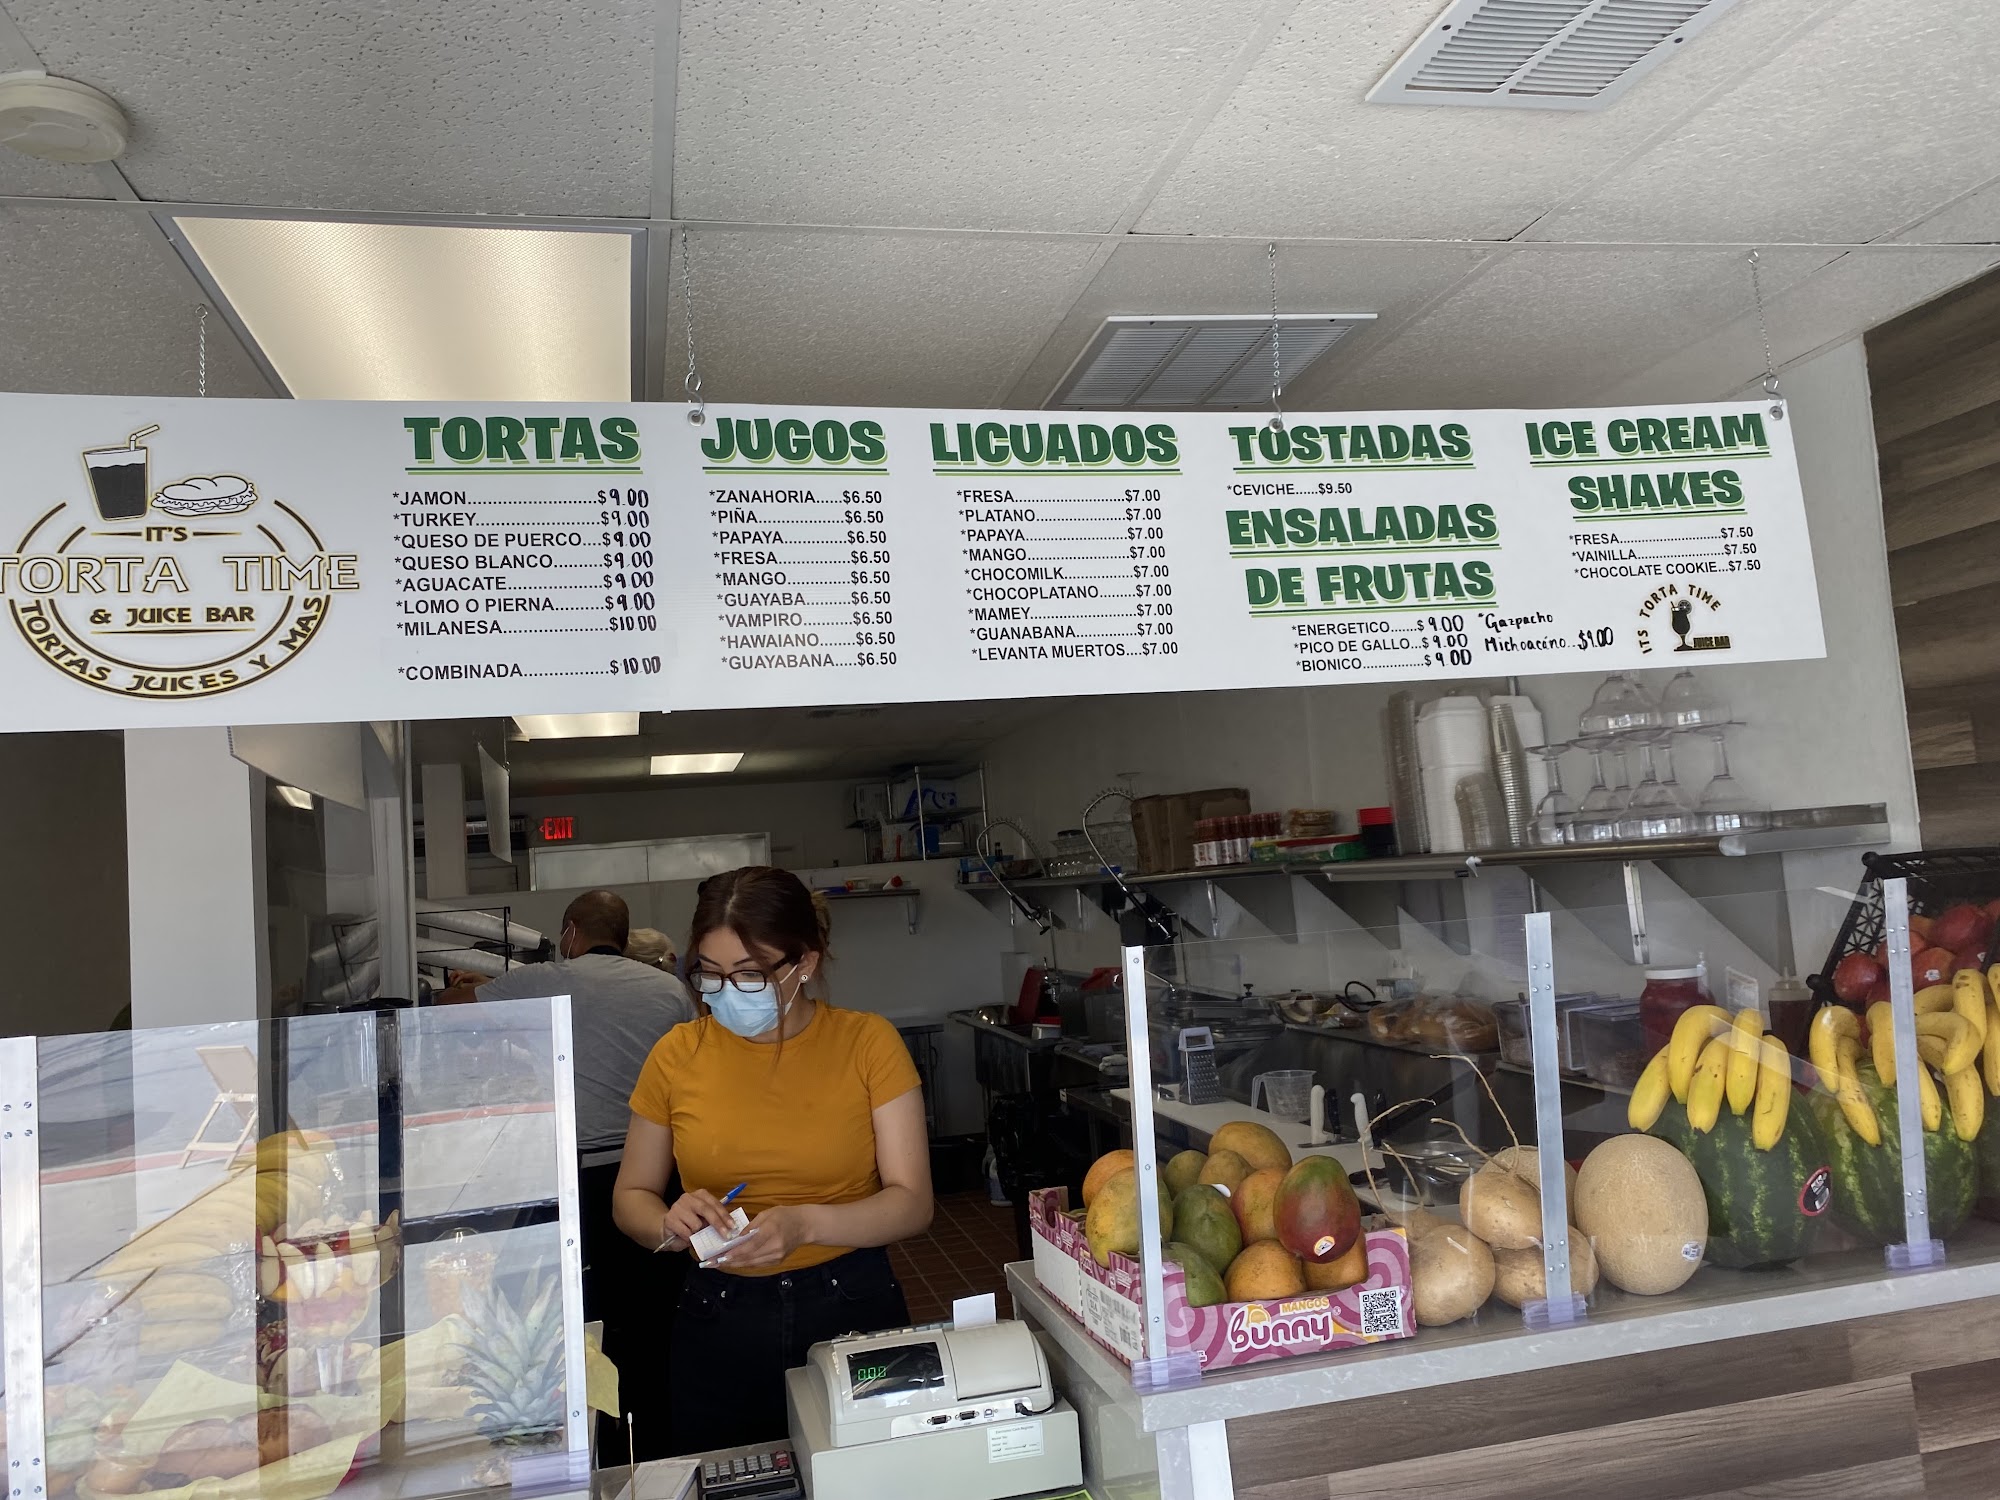 IT'S
TORTA TIME
& JUICE BAR
TORTAS JUICES Y MAS
TORTAS
*JAMON............................$9.00
*TURKEY...........................$9.00
*QUESO DE PUERCO...$9.00
*QUESO BLANCO..........$9.00
*AGUACATE....................$9.00
*LOMO O PIERNA..........$9.00
*MILANESA.....................$10.00
*COMBINADA.................$10.00
JUGOS
*ZANAHORIA......$6.50
*PIÑA....................$6.50
*PAPAYA..............$6.50
*FRESA................$6.50
*MANGO..............$6.50
*GUAYABA..........$6.50
*VAMPIRO...........$6.50
*HAWAIANO.......$6.50
*GUAYABANA.....$6.50
LICUADOS
*FRESA.........................$7.00
*PLATANO....................$7.00
*PAPAYA.......................$7.00
*MANGO.......................$7.00
*CHOCOMILK...............$7.00
*CHOCOPLATANO........$7.00
*MAMEY........................$7.00
*GUANABANA..............$7.00
*LEVANTA MUERTOS....$7.00
TOSTADAS
*CEVICHE......$9.50
ENSALADAS
DE FRUTAS
*ENERGETICO.......$9.00
*PICO DE GALLO...$9.00
*BIONICO................$9.00
*Gazpacho
Michoacáno...$9.00
ICE CREAM
SHAKES
*FRESA..........................$7.50
*VAINILLA.......................$7.50
*CHOCOLATE COOKIE...$7.50
IT'S TORTA TIME
JUICE BAR
EXIT
0.00
MANGOS
Bunny